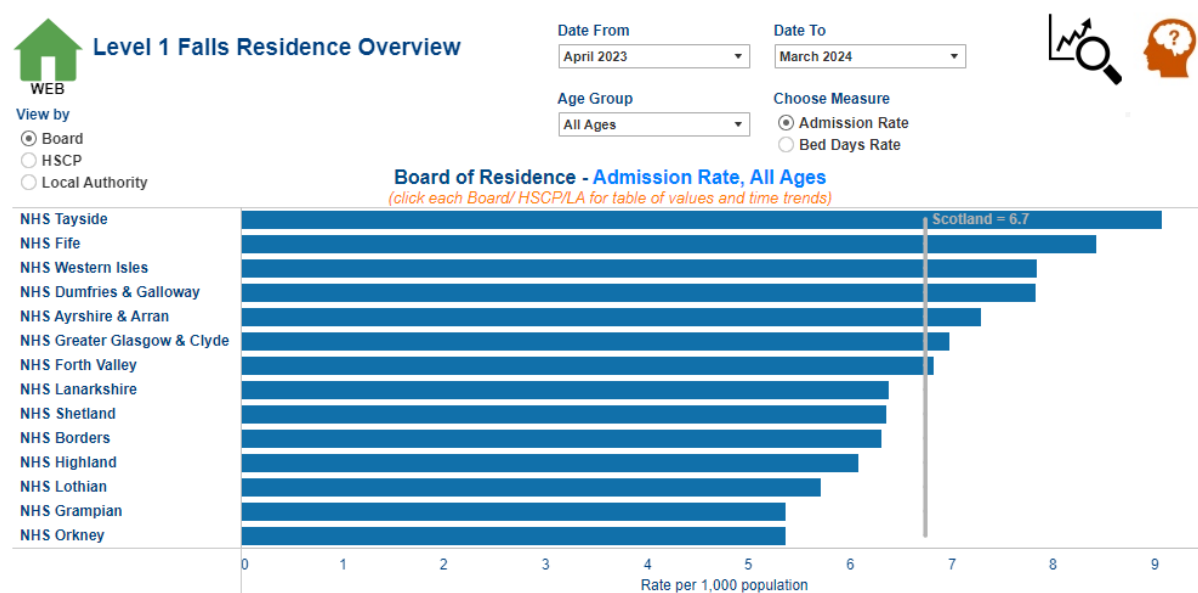 Level 1 Falls Residence Overview
WEB
View by
Board
HSCP
Local Authority
Date From
April 2023
Date To
March 2024
Age Group
All Ages
Choose Measure
Admission Rate
Bed Days Rate
?
Board of Residence - Admission Rate, All Ages
(click each Board/ HSCP/LA for table of values and time trends)
Scotland = 6.7
NHS Tayside
NHS Fife
NHS Western Isles
NHS Dumfries & Galloway
NHS Ayrshire & Arran
NHS Greater Glasgow & Clyde
NHS Forth Valley
NHS Lanarkshire
NHS Shetland
NHS Borders
NHS Highland
NHS Lothian
NHS Grampian
NHS Orkney
0 1 2 3 4 5 6 7 8 9
Rate per 1,000 population